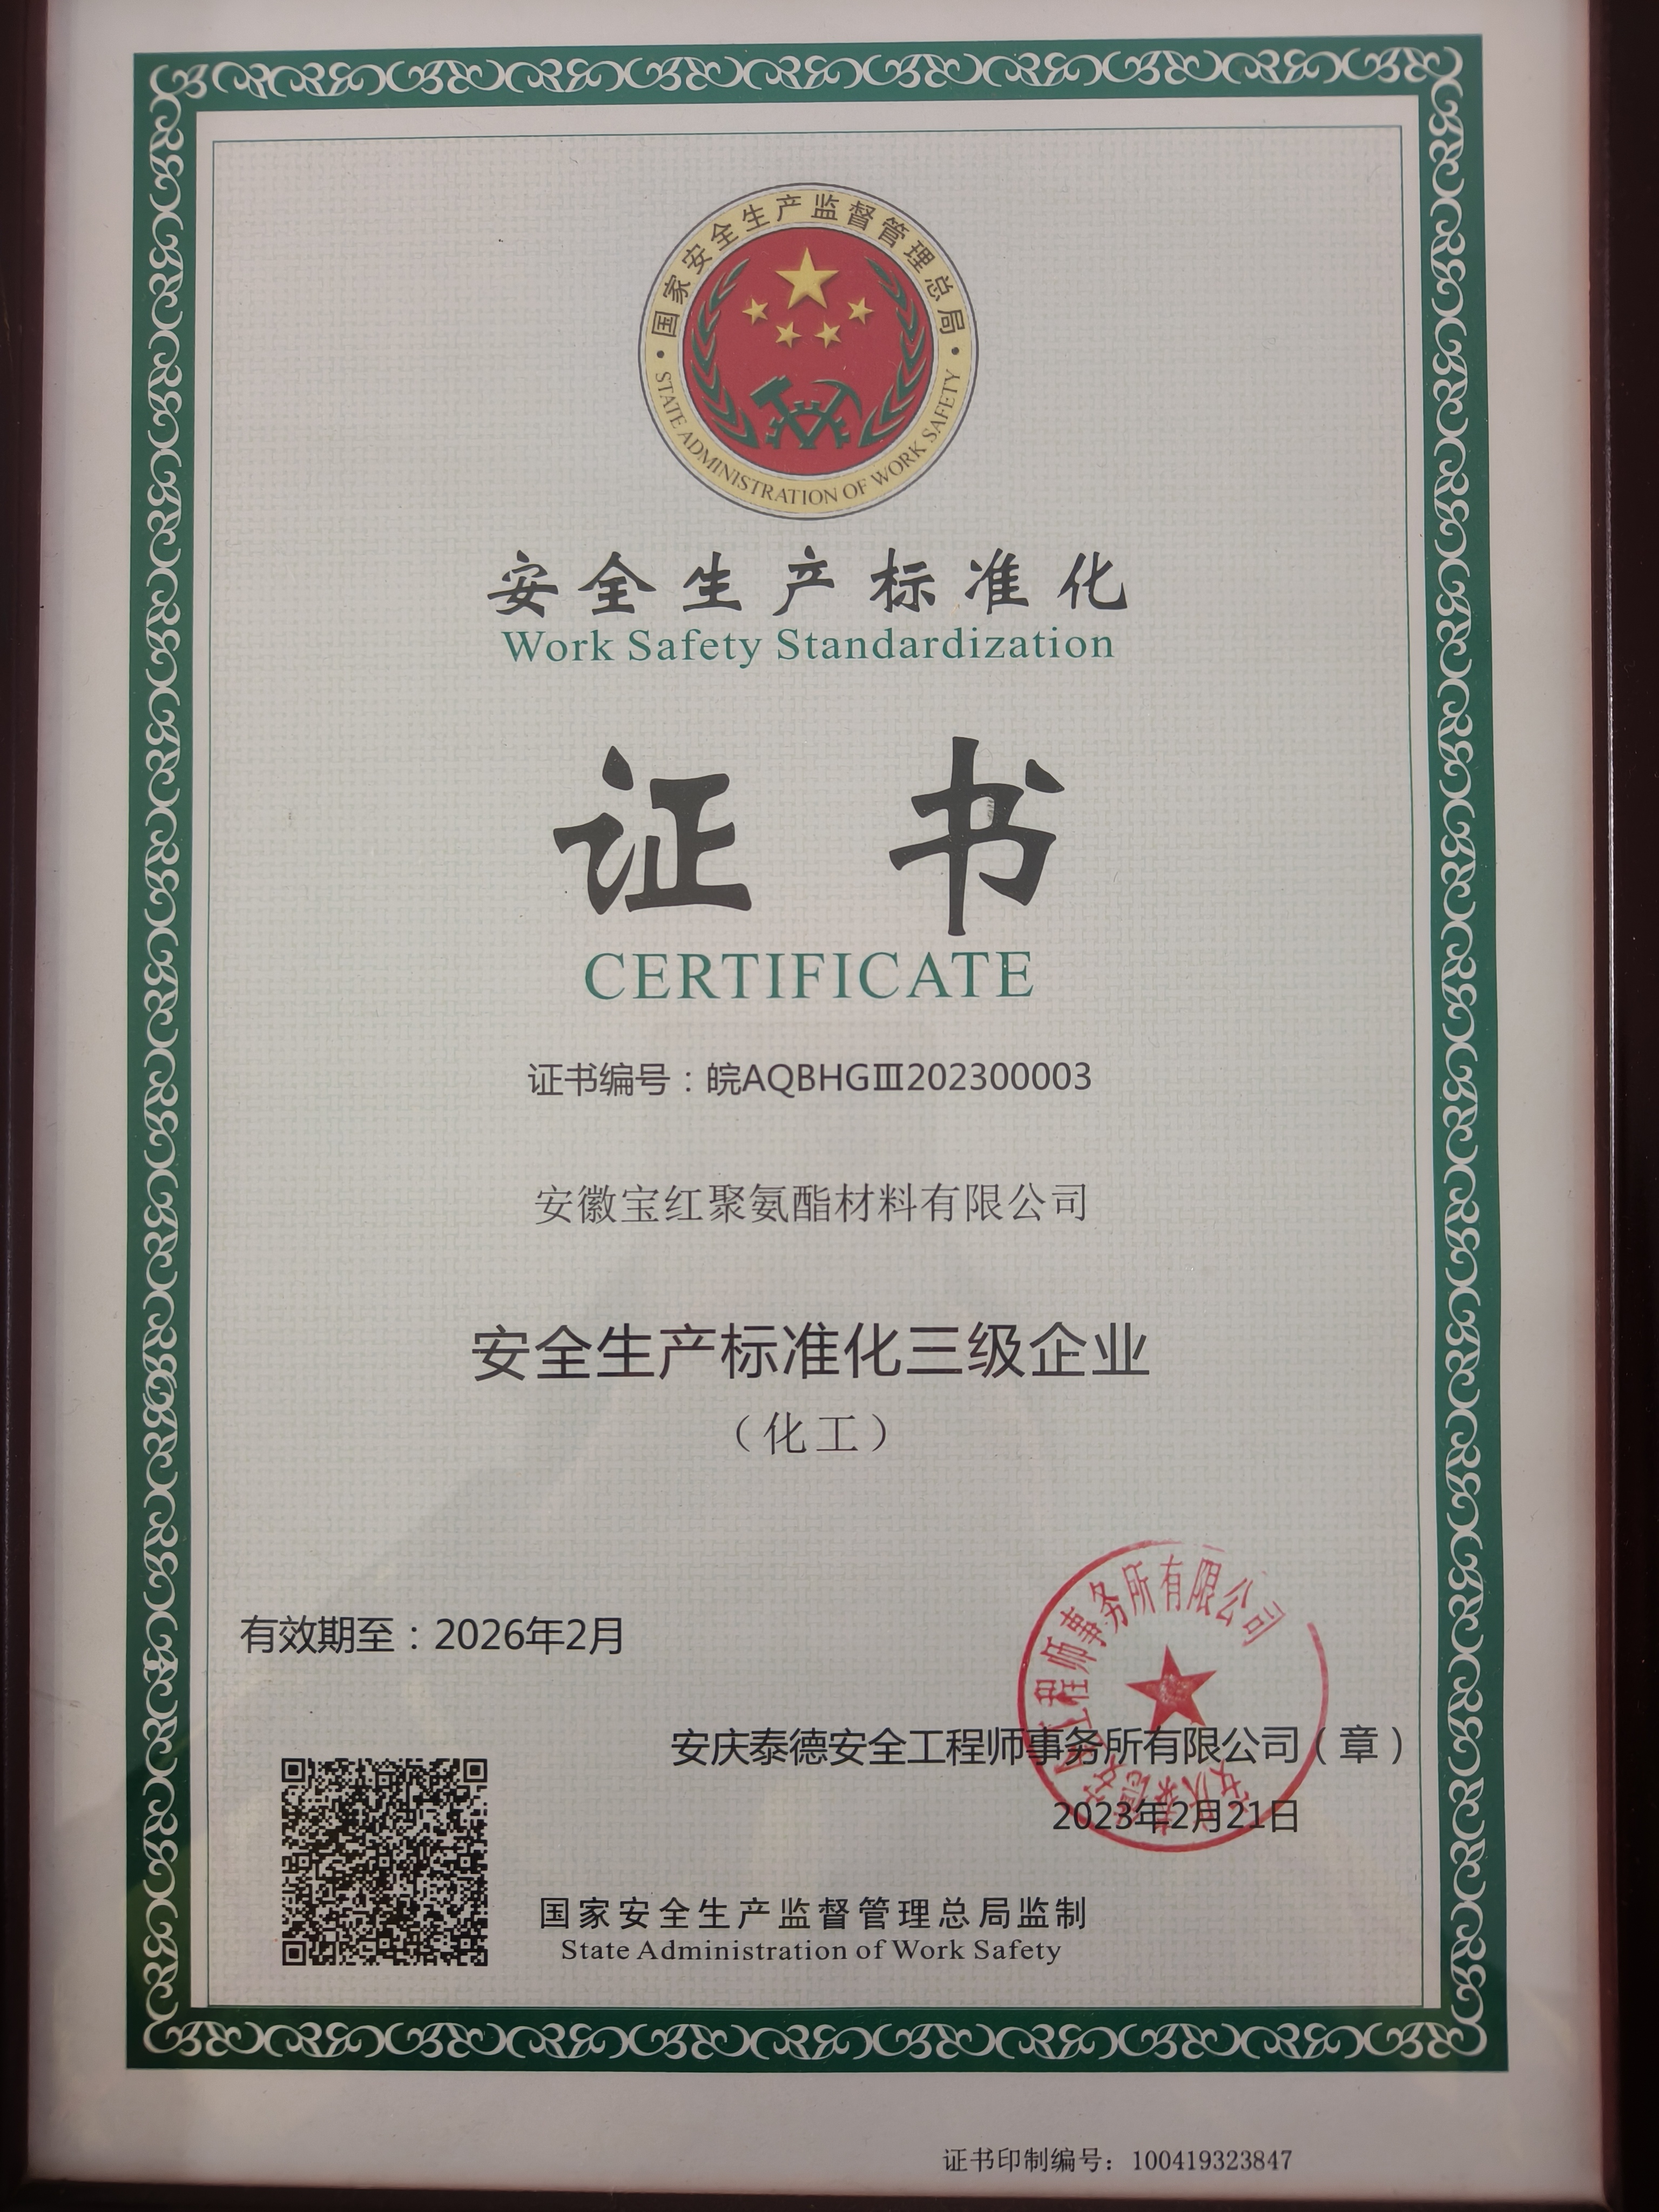 国家安全生产监督管理总局
STATE ADMINISTRATION OF WORK SAFETY
安全生产标准化
Work Safety Standardization
证书
CERTIFICATE
证书编号：皖AQBHGⅢ202300003
安徽宝红聚氨酯材料有限公司
安全生产标准化三级企业
（化工）
有效期至：2026年2月
安庆泰德安全工程师事务所有限公司（章）
2023年2月21日
工程师事务所有限公司
国家安全生产监督管理总局监制
State Administration of Work Safety
证书印制编号：100419323847